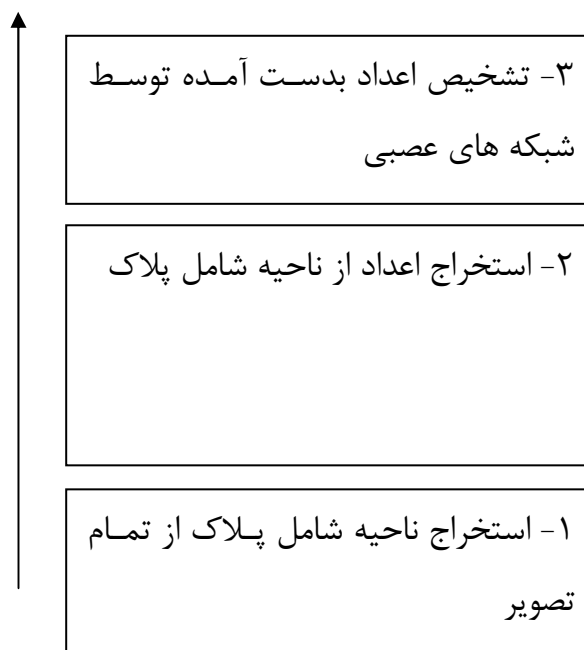 ۳- تشخیص اعداد بدست آمده توسط
شبکه های عصبی
۲- استخراج اعداد از ناحیه شامل پلاک
۱- استخراج ناحیه شامل پلاک از تمام
تصویر